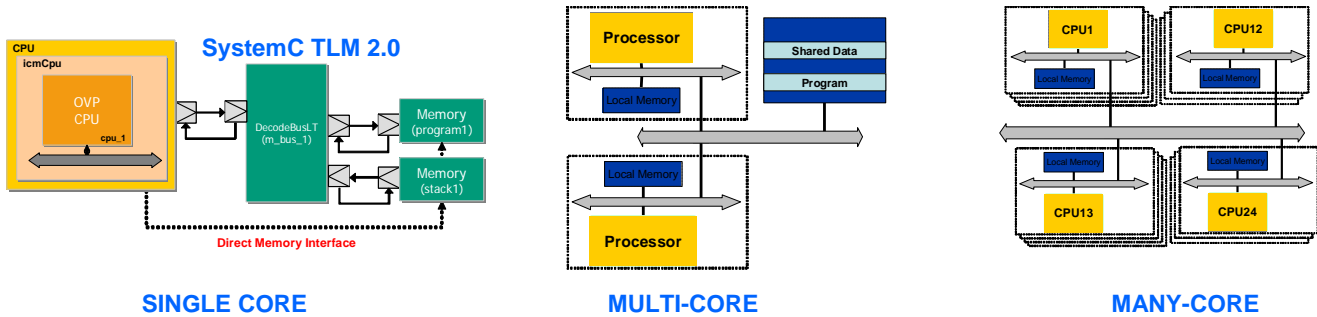 SystemC TLM 2.0
CPU
icmCpu
OVP
CPU
cpu_1
DecodeBusLT
(m_bus_1)
Memory
(program1)
Memory
(stack1)
Direct Memory Interface
SINGLE CORE
Processor
Local Memory
Shared Data
Program
Local Memory
Processor
MULTI-CORE
CPU1
Local Memory
CPU12
Local Memory
Local Memory
CPU13
Local Memory
CPU24
MANY-CORE